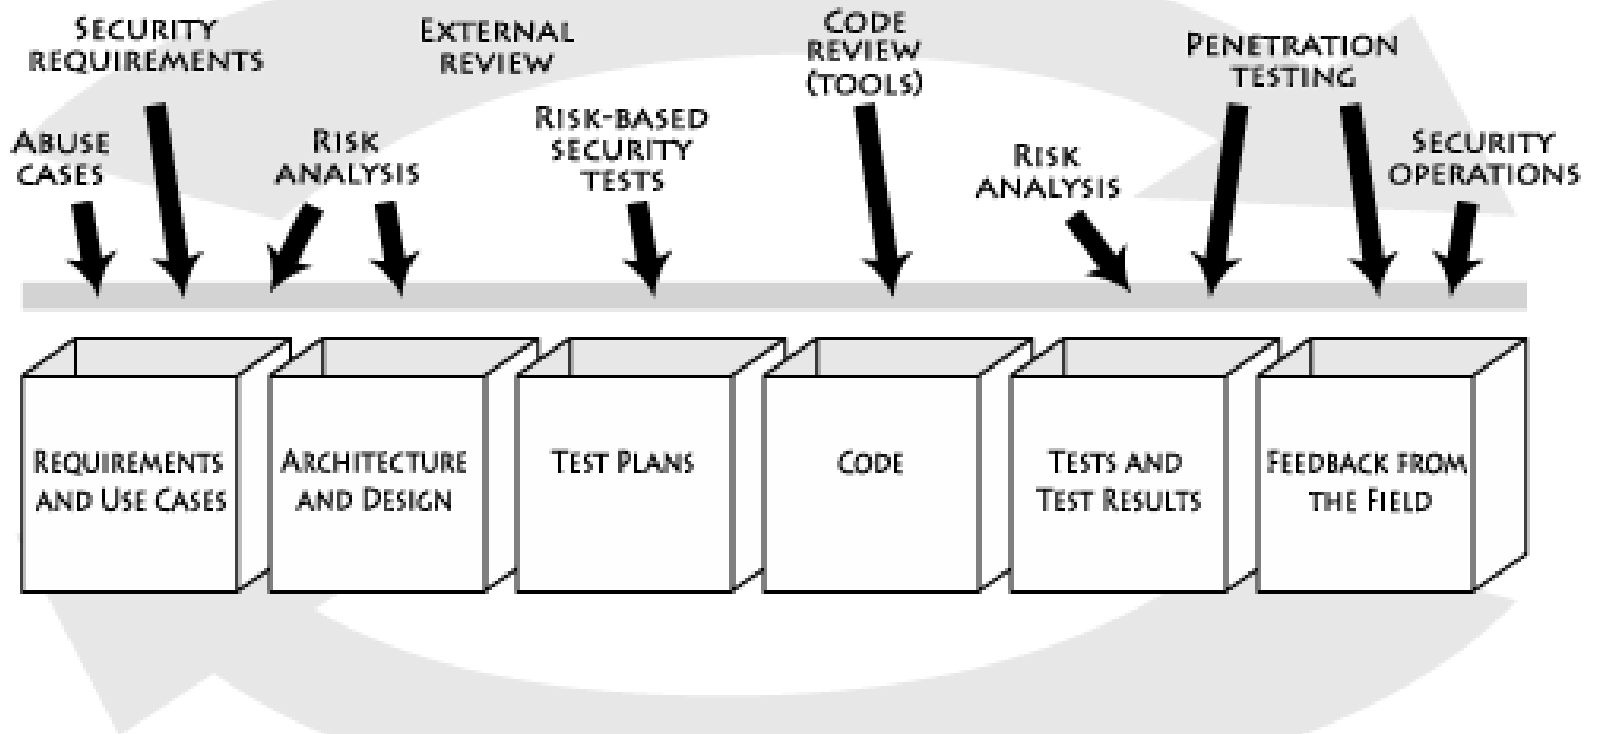 SECURITY
REQUIREMENTS
EXTERNAL
REVIEW
CODE
REVIEW
(TOOLS)
PENETRATION
TESTING
ABUSE
CASES
RISK
ANALYSIS
RISK-BASED
SECURITY
TESTS
RISK
ANALYSIS
SECURITY
OPERATIONS
REQUIREMENTS
AND USE CASES
ARCHITECTURE
AND DESIGN
TEST PLANS
CODE
TESTS AND
TEST RESULTS
FEEDBACK FROM
THE FIELD